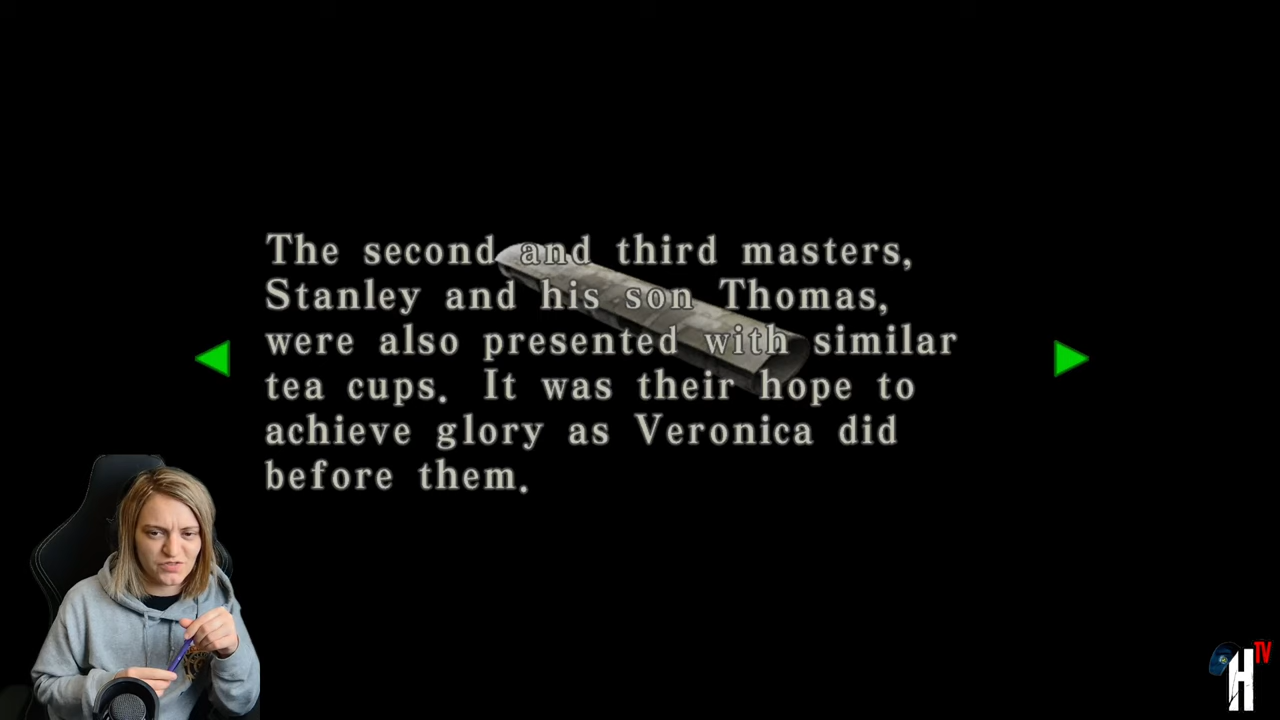 The second and third masters,
Stanley and his son Thomas,
were also presented with similar
tea cups. It was their hope to
achieve glory as Veronica did
before them.
H TV